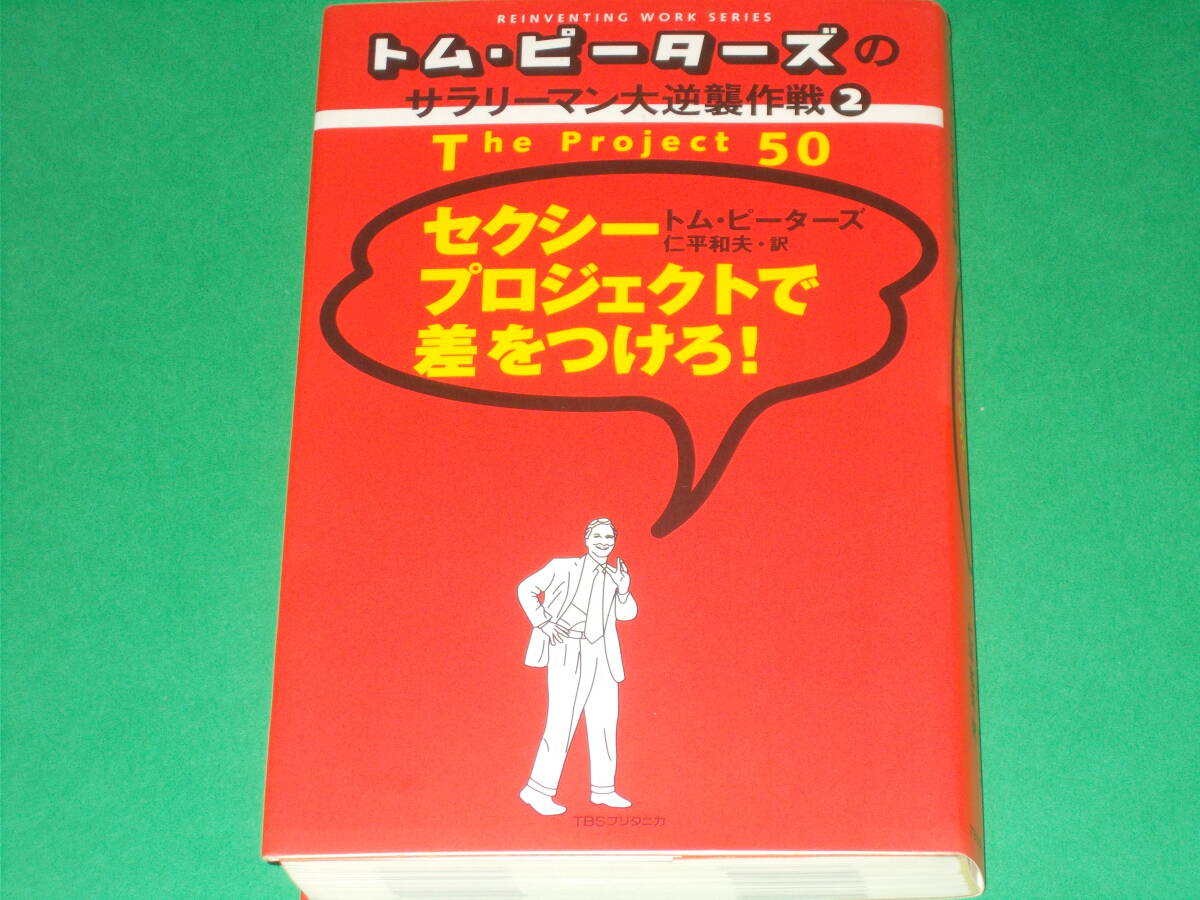 REINVENTING WORK SERIES
トム・ピーターズの
サラリーマン大逆襲作戦❷
The Project 50
セクシー
トム・ピーターズ
仁平和夫・訳
プロジェクトで
差をつけろ!
TBSブリタニカ